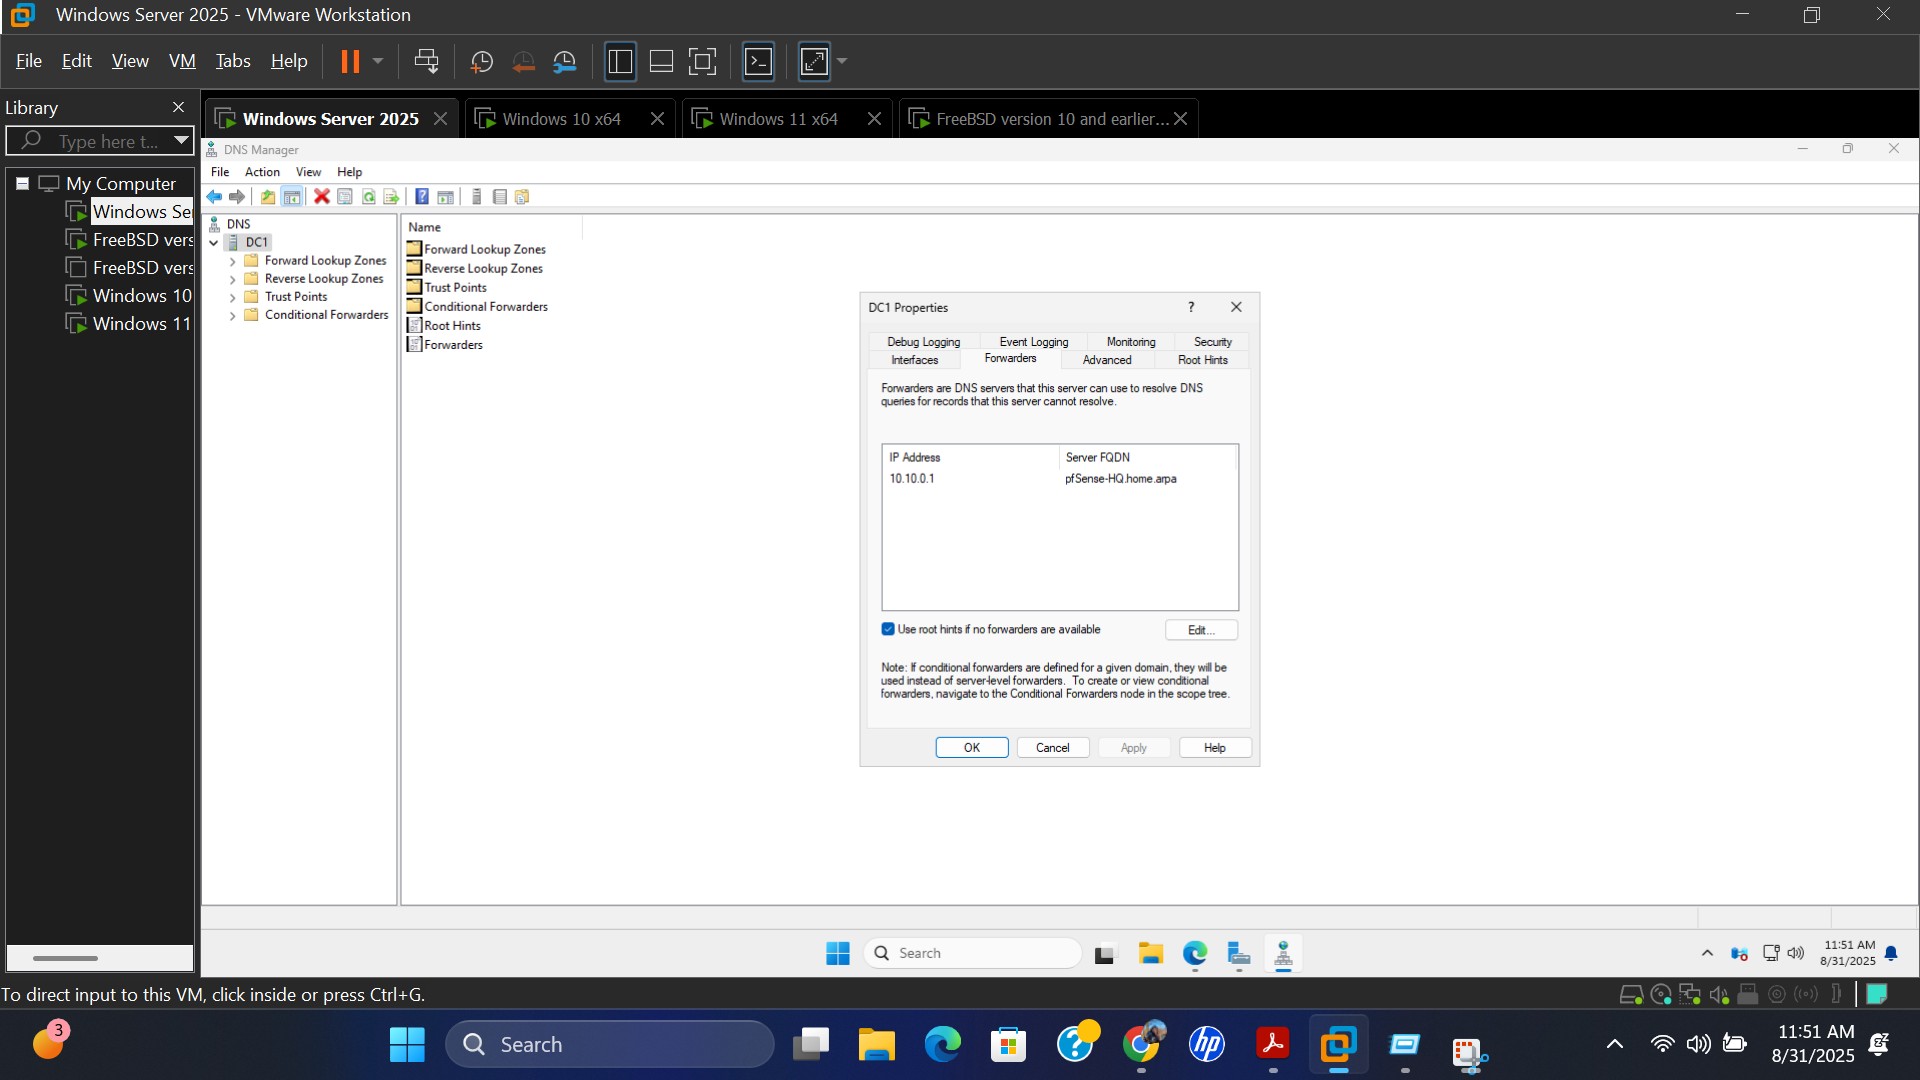 Windows Server 2025 - VMware Workstation
File Edit View VM Tabs Help
Library
Type here t...
My Computer
Windows Ser
FreeBSD vers
FreeBSD vers
Windows 10
Windows 11
Windows Server 2025
Windows 10 x64
Windows 11 x64
FreeBSD version 10 and earlier...
DNS Manager
File Action View Help
DNS
DC1
Forward Lookup Zones
Reverse Lookup Zones
Trust Points
Conditional Forwarders
Name
Forward Lookup Zones
Reverse Lookup Zones
Trust Points
Conditional Forwarders
Root Hints
Forwarders
DC1 Properties
?
Debug Logging Event Logging Monitoring Security
Interfaces Forwarders Advanced Root Hints
Forwarders are DNS servers that this server can use to resolve DNS
queries for records that this server cannot resolve.
IP Address Server FQDN
10.10.0.1 pfSense-HQ.home.arpa
Use root hints if no forwarders are available
Edit...
Note: If conditional forwarders are defined for a given domain, they will be
used instead of server-level forwarders. To create or view conditional
forwarders, navigate to the Conditional Forwarders node in the scope tree.
OK Cancel Apply Help
Search
11:51 AM
8/31/2025
To direct input to this VM, click inside or press Ctrl+G.
3
Search
hp
11:51 AM
8/31/2025